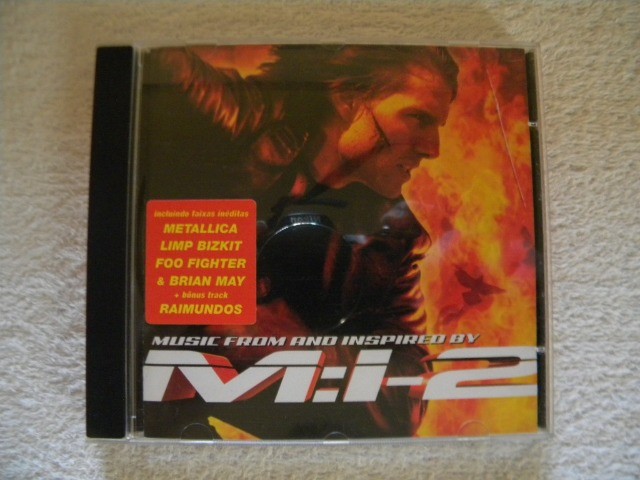 incluindo faixas inéditas
METALLICA
LIMP BIZKIT
FOO FIGHTER
& BRIAN MAY
+ bônus track
RAIMUNDOS
MUSIC FROM AND INSPIRED BY
M:I-2